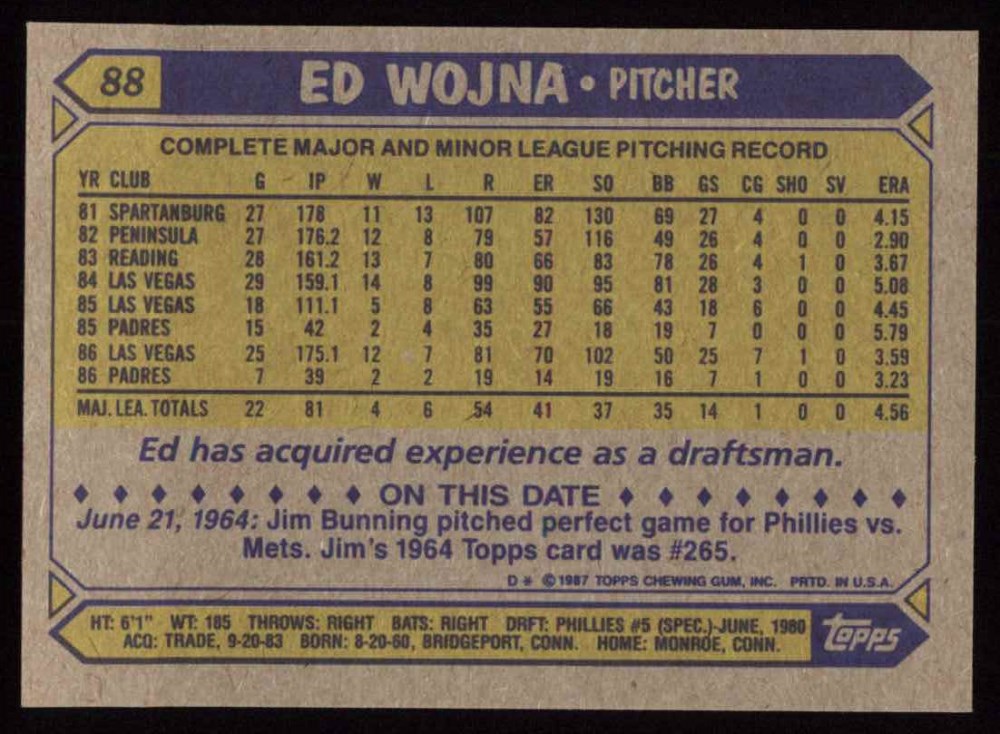 88 ED WOJNA • PITCHER
COMPLETE MAJOR AND MINOR LEAGUE PITCHING RECORD
YR CLUB G IP W L R ER SO BB GS CG SHO SV ERA
81 SPARTANBURG 27 178 11 13 107 82 130 69 27 4 0 0 4.15
82 PENINSULA 27 176.2 12 8 79 57 116 49 26 4 0 0 2.90
83 READING 28 161.2 13 7 80 66 83 78 26 4 1 0 3.67
84 LAS VEGAS 29 159.1 14 8 99 90 95 81 28 3 0 0 5.08
85 LAS VEGAS 18 111.1 5 8 63 55 66 43 18 6 0 0 4.45
85 PADRES 15 42 2 4 35 27 18 19 7 0 0 0 5.79
86 LAS VEGAS 25 175.1 12 7 81 70 102 50 25 7 1 0 3.59
86 PADRES 7 39 2 2 19 14 19 16 7 1 0 0 3.23
MAJ. LEA. TOTALS 22 81 4 6 54 41 37 35 14 1 0 0 4.56
Ed has acquired experience as a draftsman.
♦ ♦ ♦ ♦ ♦ ♦ ♦ ♦ ON THIS DATE ♦ ♦ ♦ ♦ ♦ ♦ ♦ ♦
June 21, 1964: Jim Bunning pitched perfect game for Phillies vs.
Mets. Jim's 1964 Topps card was #265.
D* © 1987 TOPPS CHEWING GUM, INC. PRTD. IN U.S.A.
HT: 6'1" WT: 185 THROWS: RIGHT BATS: RIGHT DRFT: PHILLIES #5 (SPEC.)-JUNE, 1980
ACQ: TRADE, 9-20-83 BORN: 8-20-60, BRIDGEPORT, CONN. HOME: MONROE, CONN.
topps